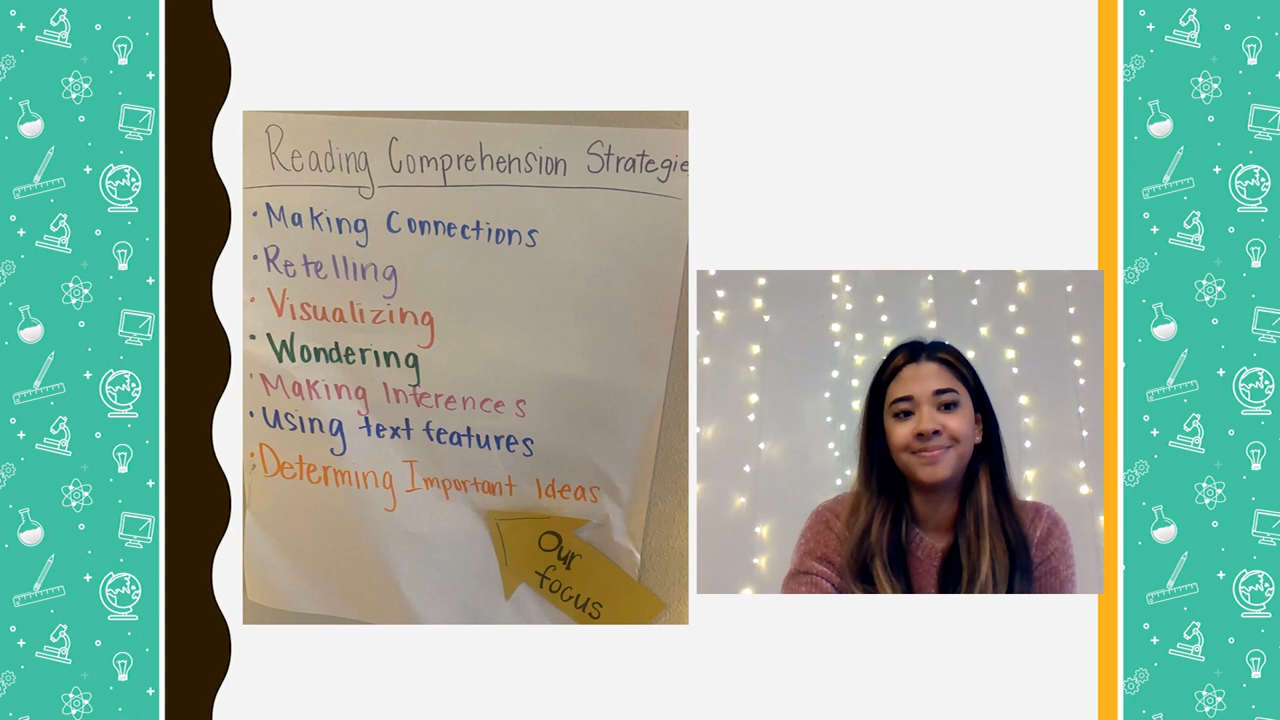 Reading Comprehension Strategie
• Making Connections
• Retelling
• Visualizing
• Wondering
• Making Inferences
• Using text features
• Determing Important Ideas
Our
focus